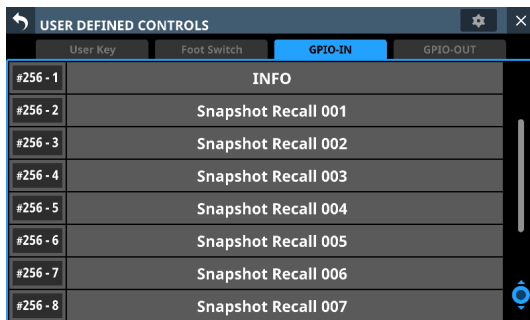 USER DEFINED CONTROLS
User Key Foot Switch GPIO-IN GPIO-OUT
#256 - 1 INFO
#256 - 2 Snapshot Recall 001
#256 - 3 Snapshot Recall 002
#256 - 4 Snapshot Recall 003
#256 - 5 Snapshot Recall 004
#256 - 6 Snapshot Recall 005
#256 - 7 Snapshot Recall 006
#256 - 8 Snapshot Recall 007